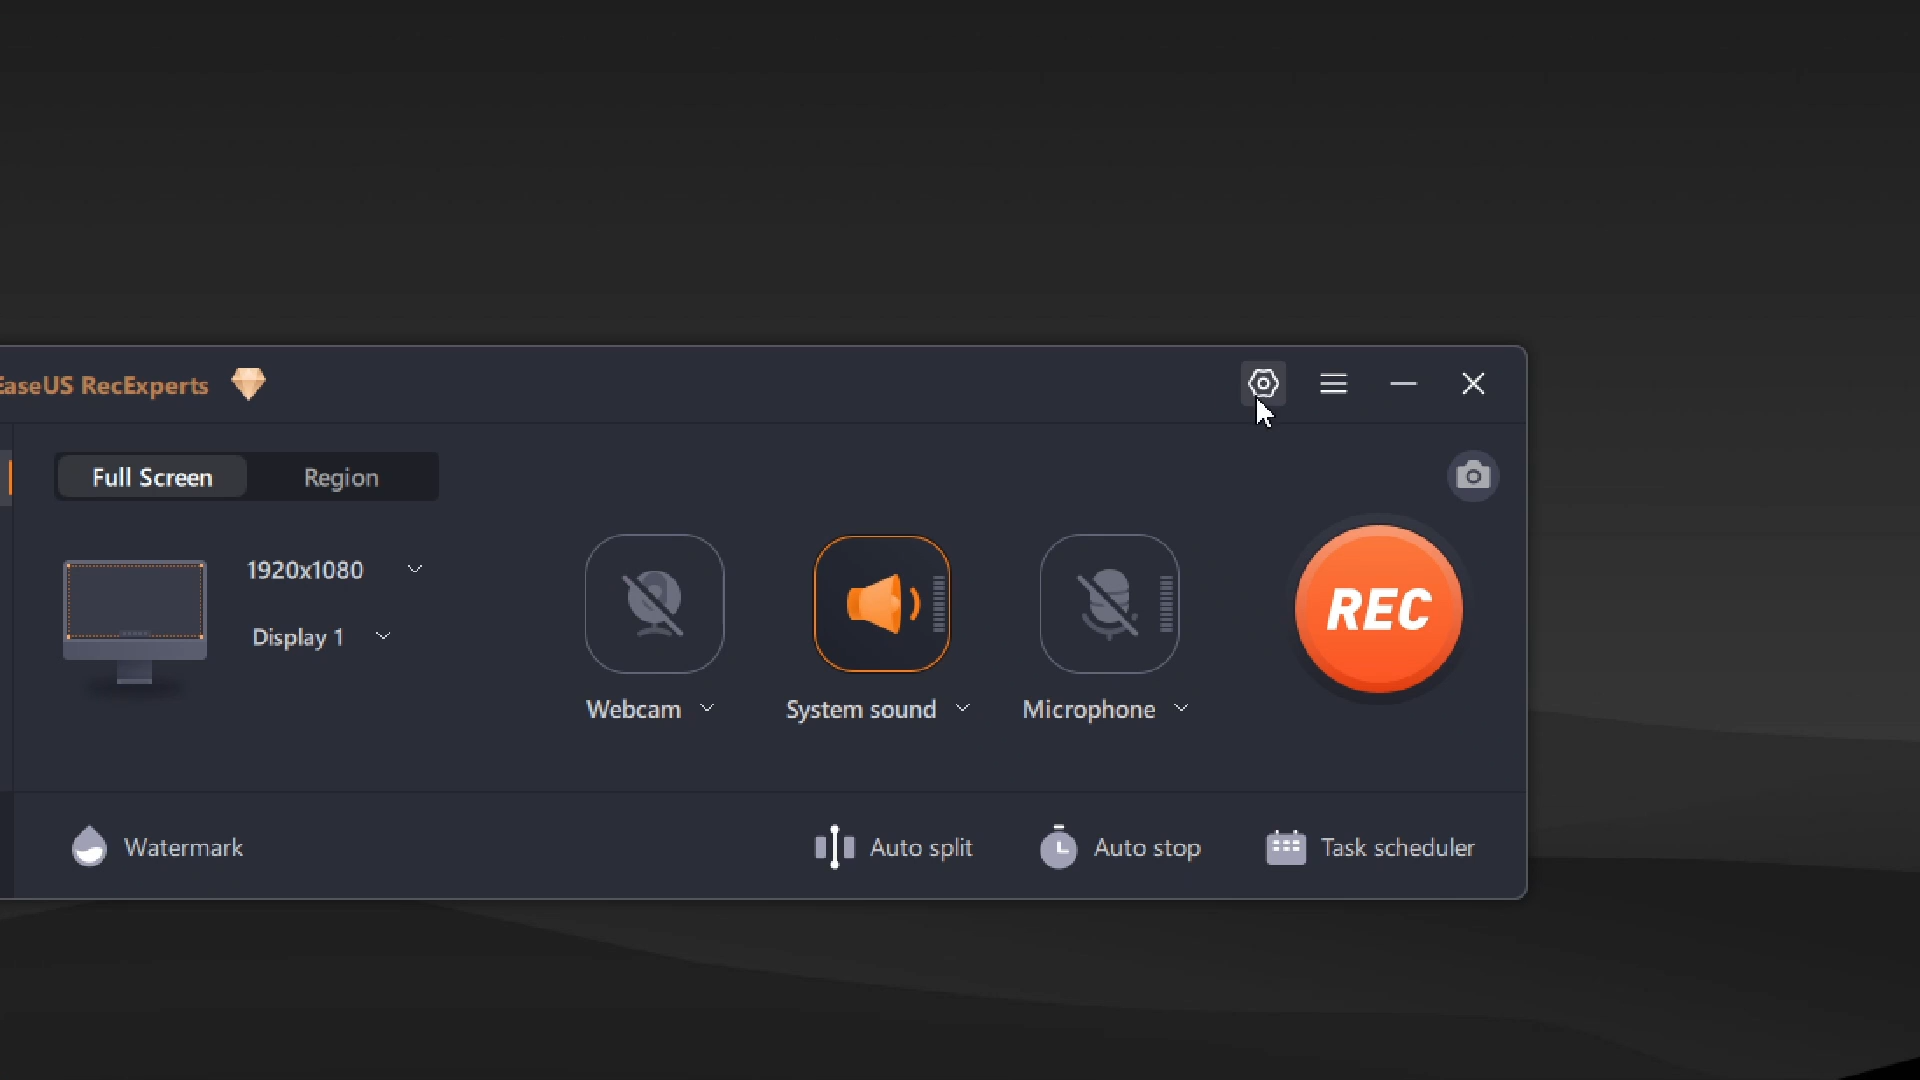 EaseUS RecExperts
Full Screen Region
1920x1080
Display 1
REC
Webcam System sound Microphone
Watermark Auto split Auto stop Task scheduler